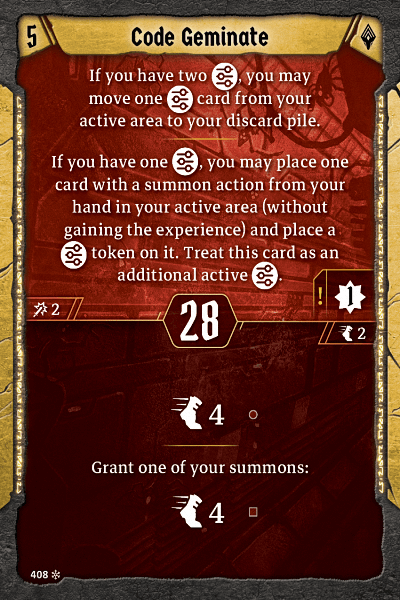 5
Code Geminate
If you have two , you may
move one card from your
active area to your discard pile.
If you have one , you may place one
card with a summon action from your
hand in your active area (without
gaining the experience) and place a
token on it. Treat this card as an
additional active .
! 1
2
28
2
4
Grant one of your summons:
4
408